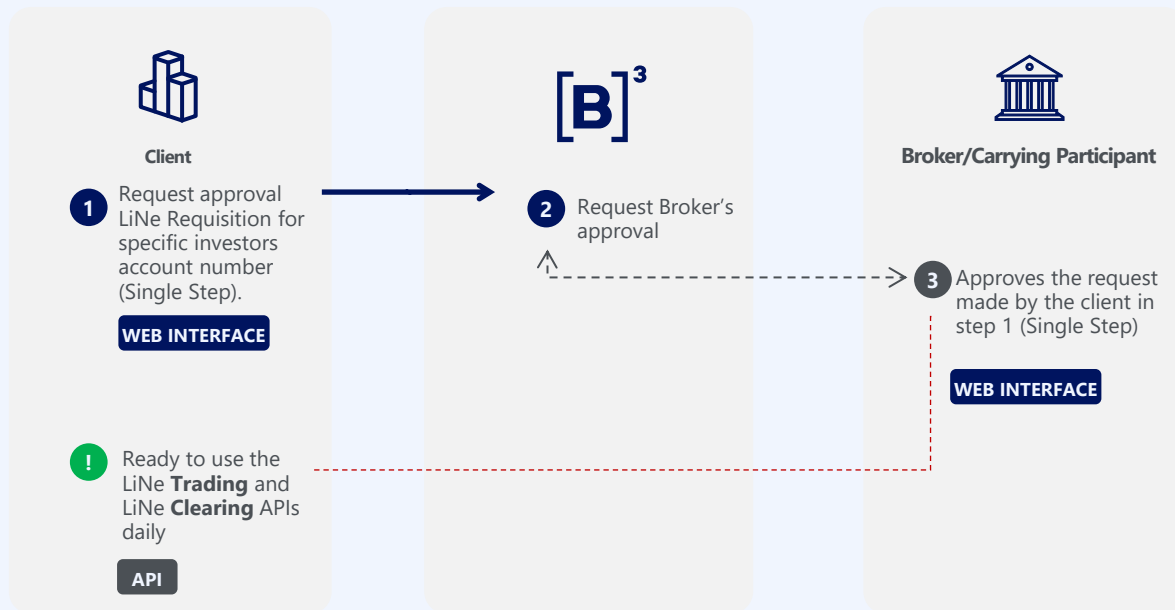 Client
1
Request approval
LiNe Requisition for
specific investors
account number
(Single Step).
WEB INTERFACE
!
Ready to use the
LiNe Trading and
LiNe Clearing APIs
daily
API
[B]³
2
Request Broker’s
approval
Broker/Carrying Participant
3
Approves the request
made by the client in
step 1 (Single Step)
WEB INTERFACE